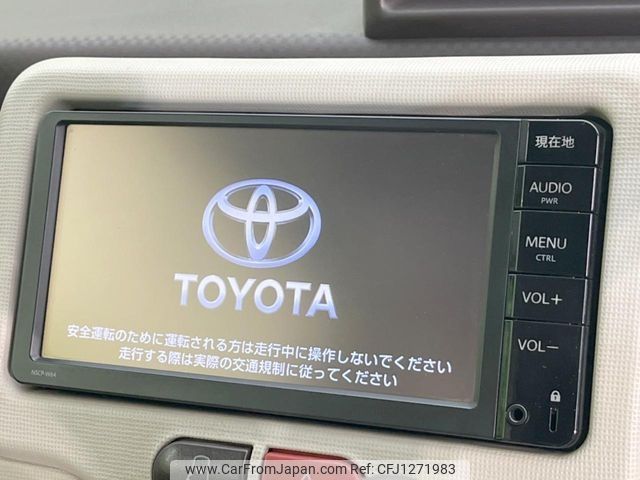 現在地
AUDIO
PWR
MENU
CTRL
VOL+
VOL−
TOYOTA
安全運転のために運転される方は走行中に操作しないでください
走行する際は実際の交通規制に従ってください
NSCP-W64
www.CarFromJapan.com - CFJ1271983